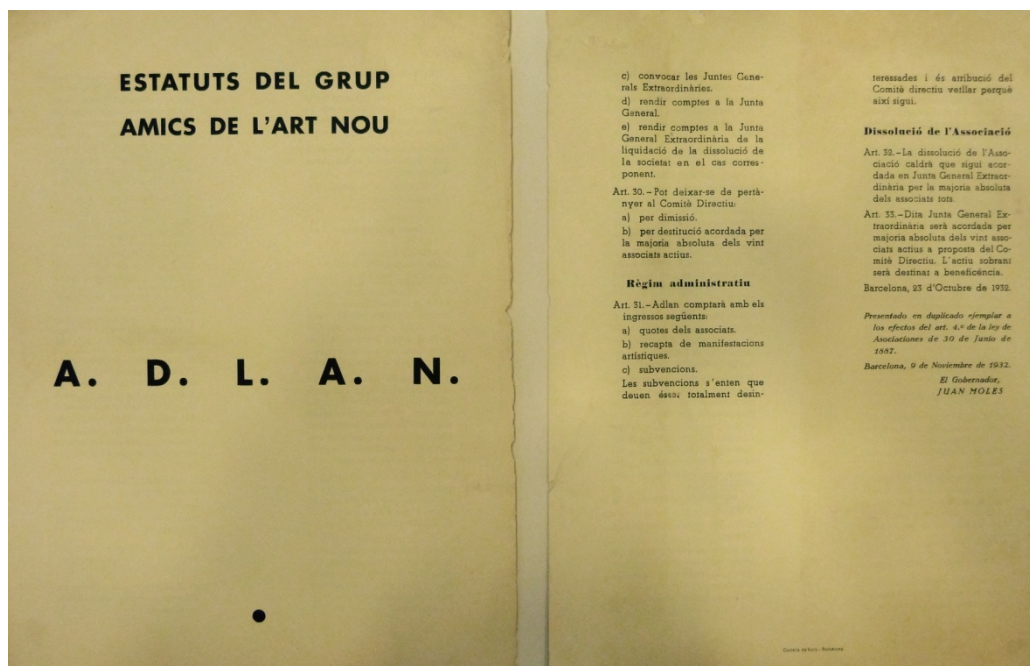 ESTATUTS DEL GRUP
AMICS DE L'ART NOU
A. D. L. A. N.
c) convocar les Juntes Gene-
rals Extraordinàries.
d) rendir comptes a la Junta
General.
e) rendir comptes a la Junta
General Extraordinària de la
liquidació de la dissolució de
la societat en el cas corres-
ponent.
Art. 30.–Pot deixar-se de pertà-
nyer al Comitè Directiu:
a) per dimissió.
b) per destitució acordada per
la majoria absoluta dels vint
associats actius.
Règim administratiu
Art. 31.–Adlan comptarà amb els
ingressos següents:
a) quotes dels associats.
b) recapta de manifestacions
artístiques.
c) subvencions.
Les subvencions s'enten que
deuen ésser totalment desin-
teressades i és atribució del
Comitè directiu vetllar perquè
així sigui.
Dissolució de l'Associació
Art. 32.–La dissolució de l'Asso-
ciació caldrà que sigui acor-
dada en Junta General Extraor-
dinària per la majoria absoluta
dels associats tots.
Art. 33.–Dita Junta General Ex-
traordinària serà acordada per
majoria absoluta dels vint asso-
ciats actius a proposta del Co-
mitè Directiu. L'actiu sobrant
serà destinat a beneficència.
Barcelona, 23 d'Octubre de 1932.
Presentado en duplicado ejemplar a
los efectos del art. 4.º de la ley de
Asociaciones de 30 de Junio de
1887.
Barcelona, 9 de Noviembre de 1932.
El Gobernador,
JUAN MOLES